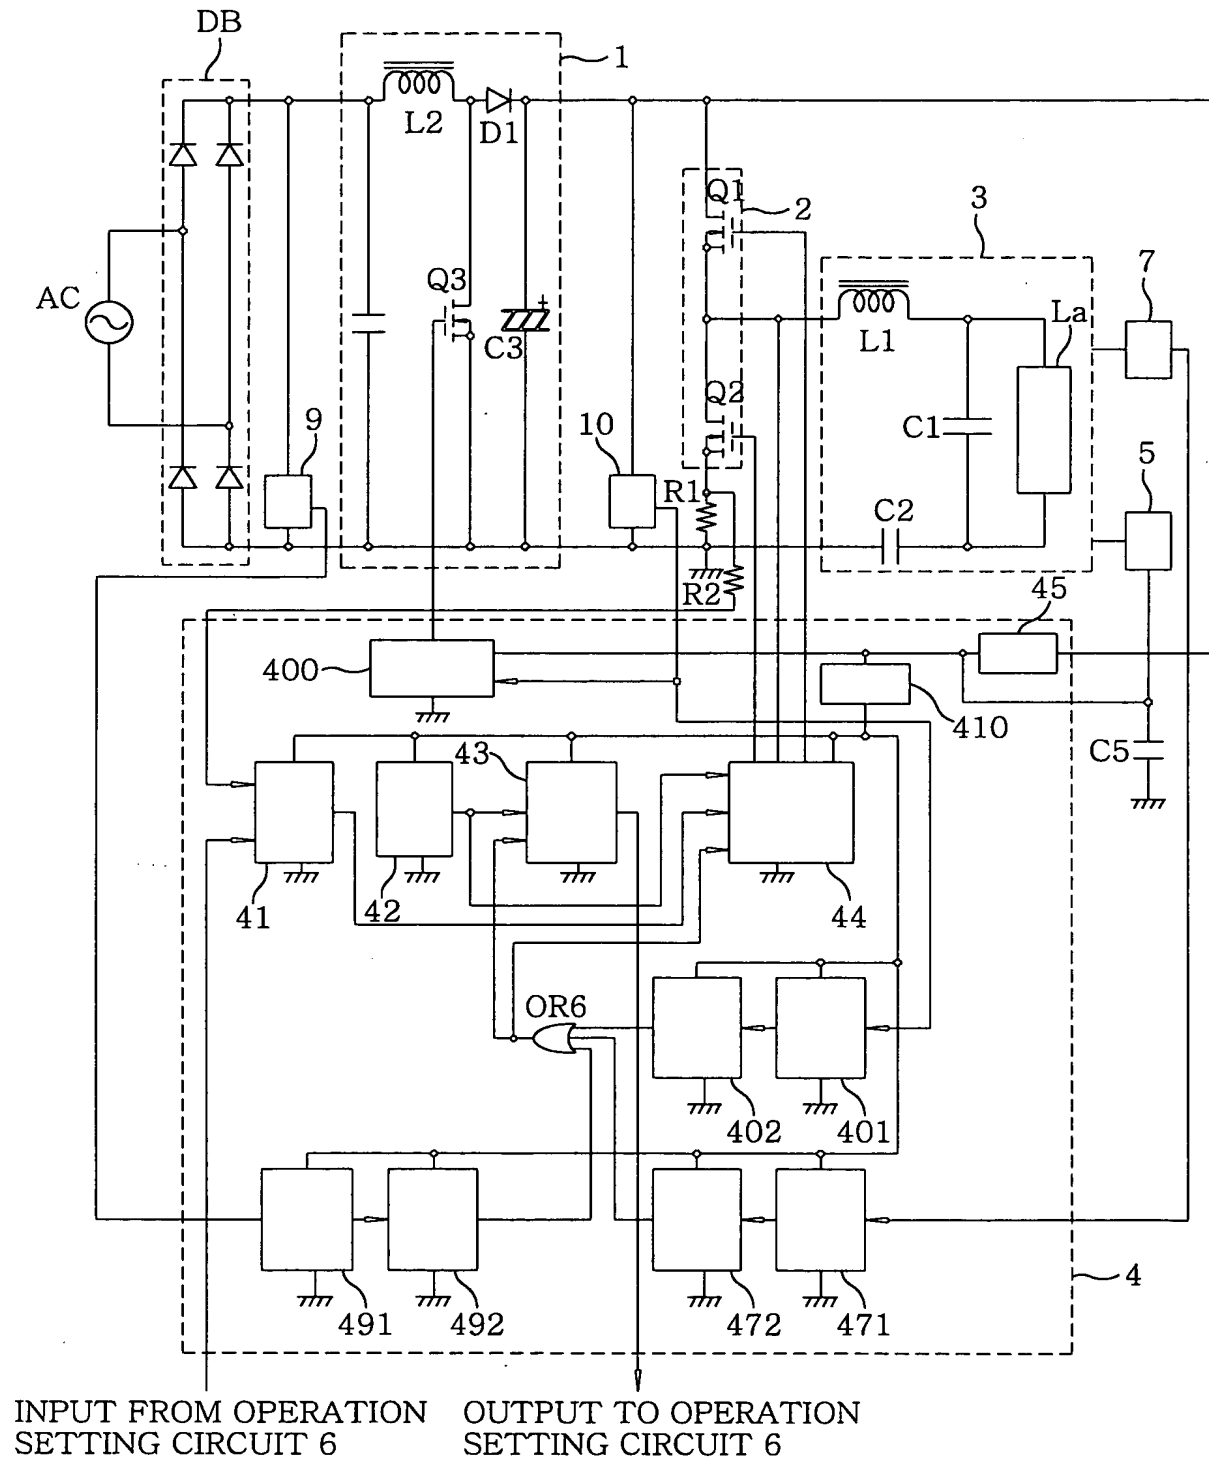 DB
1
L2
D1
Q1
2
3
7
AC
Q3
C3
L1
La
Q2
C1
9
10
5
R1
C2
R2
45
400
410
43
C5
41
42
44
OR6
402
401
491
492
472
471
4
INPUT FROM OPERATION
SETTING CIRCUIT 6
OUTPUT TO OPERATION
SETTING CIRCUIT 6